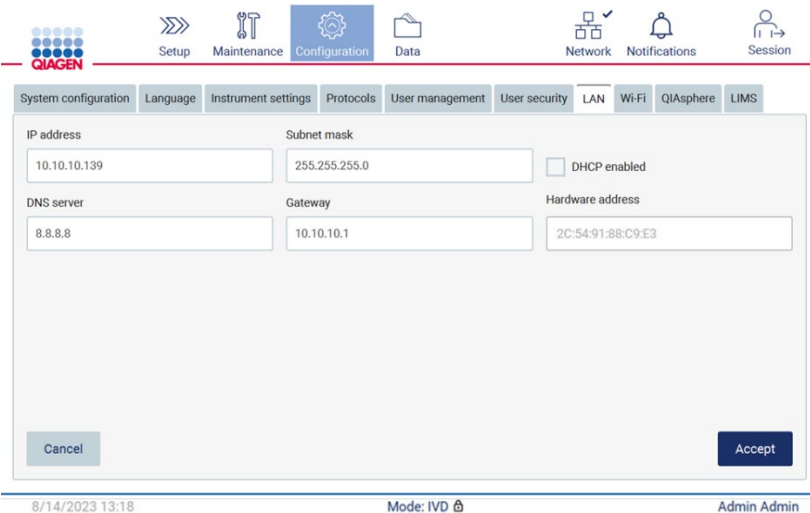 QIAGEN
Setup
Maintenance
Configuration
Data
Network
Notifications
Session
System configuration
Language
Instrument settings
Protocols
User management
User security
LAN
Wi-Fi
QIAsphere
LIMS
IP address
Subnet mask
10.10.10.139
255.255.255.0
DHCP enabled
DNS server
Gateway
Hardware address
8.8.8.8
10.10.10.1
2C:54:91:88:C9:E3
Cancel
Accept
8/14/2023 13:18
Mode: IVD
Admin Admin